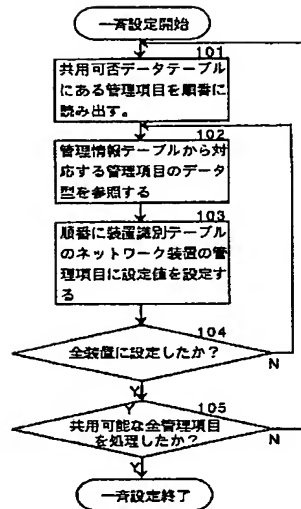 一斉設定開始
101
共用可否データテーブル
にある管理項目を順番に
読み出す。
102
管理情報テーブルから対
応する管理項目のデータ
型を参照する
103
順番に装置識別テーブル
のネットワーク装置の管
理項目に設定値を設定す
る
104
全装置に設定したか?
N
Y
Y
105
共用可能な全管理項目
を処理したか?
N
Y
一斉設定終了